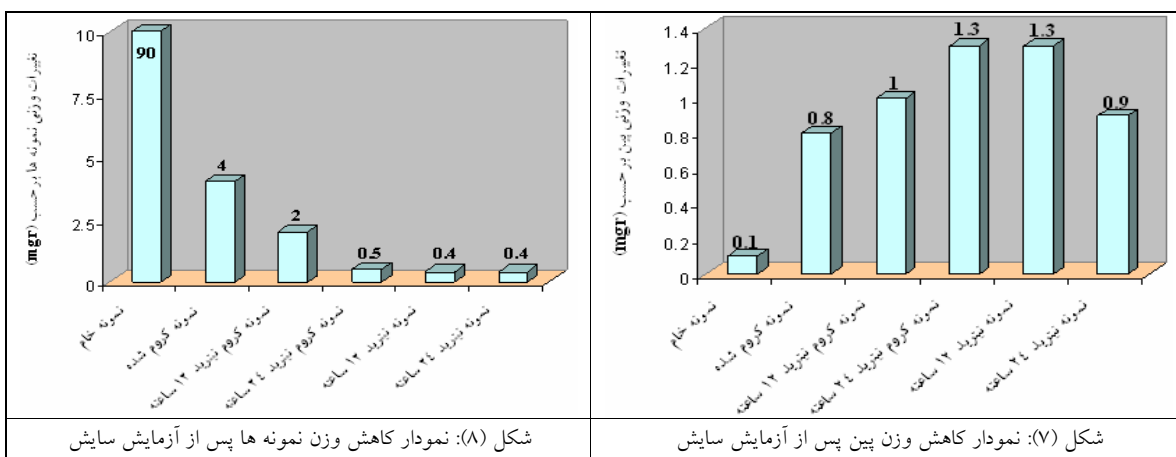 تغییرات وزنی پین بر حسب (mgr)
1.4
1.2
1
0.8
0.6
0.4
0.2
0
0.1
0.8
1
1.3
1.3
0.9
نمونه خام
نمونه کروم شده
نمونه کروم نیترید ۱۲ ساعته
نمونه کروم نیترید ۲٤ ساعته
نمونه نیترید ۱۲ ساعته
نمونه نیترید ۲٤ ساعته
شکل (۷): نمودار کاهش وزن پین پس از آزمایش سایش
تغییرات وزنی نمونه ها برحسب (mgr)
10
7.5
5
2.5
0
90
4
2
0.5
0.4
0.4
نمونه خام
نمونه کروم شده
نمونه کروم نیترید ۱۲ ساعته
نمونه کروم نیترید ۲٤ ساعته
نمونه نیترید ۱۲ ساعته
نمونه نیترید ۲٤ ساعته
شکل (۸): نمودار کاهش وزن نمونه ها پس از آزمایش سایش